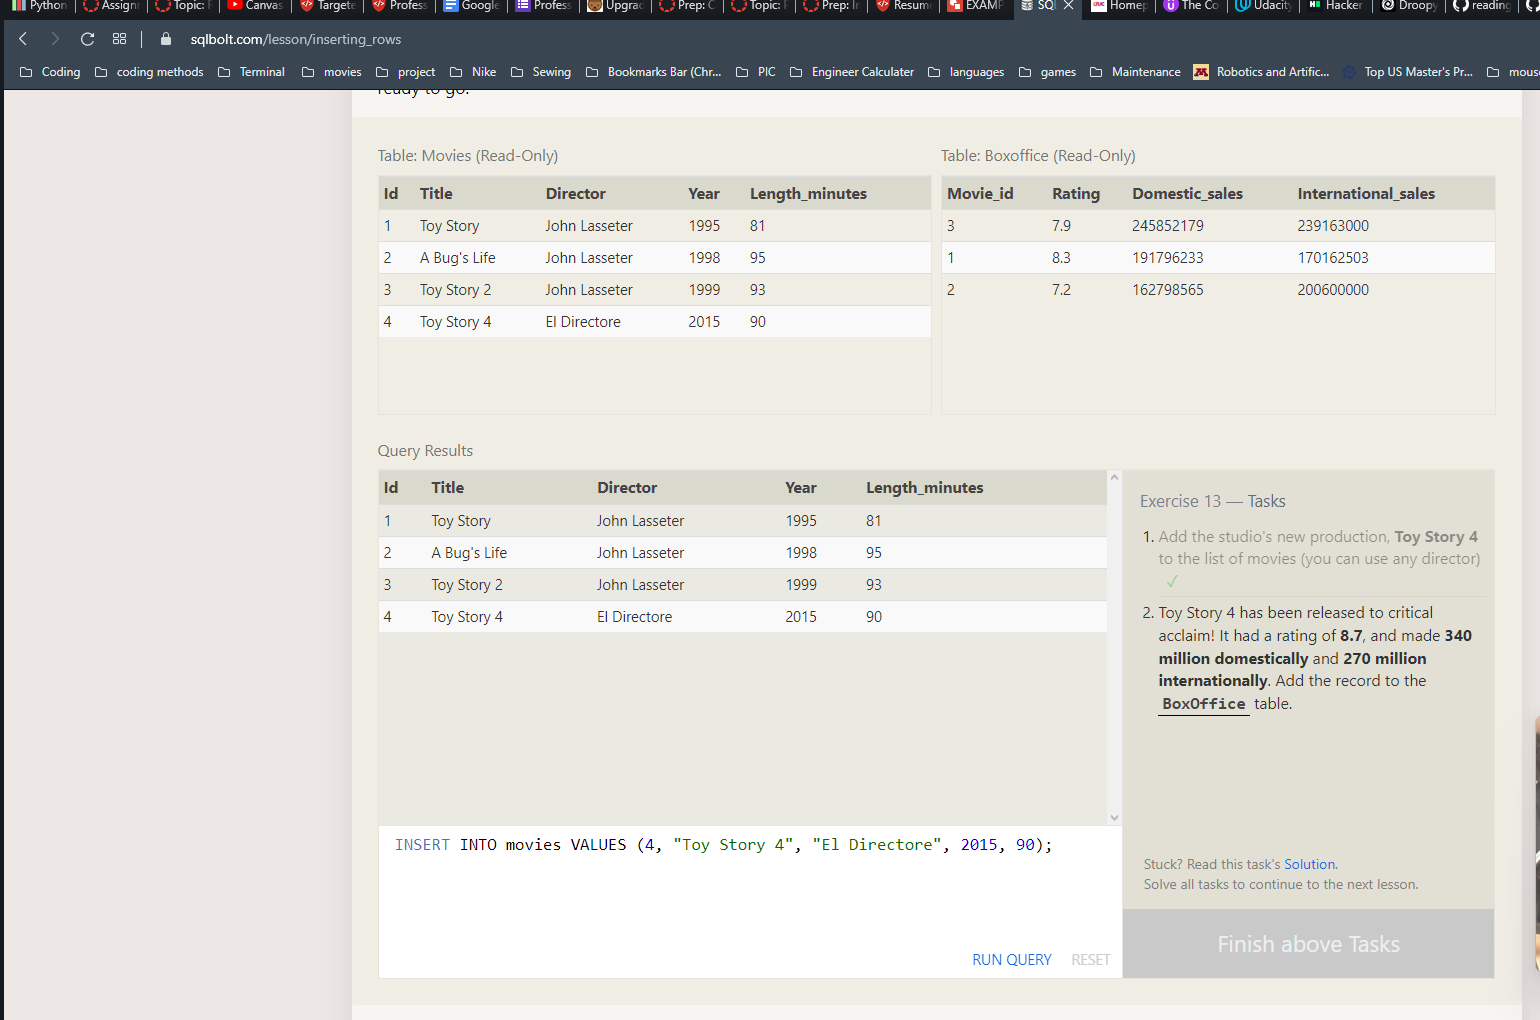 Python Assignr Topic: F Canvas Targete Profess Google Profess Upgrad Prep: C Topic: F Prep: Ir Resum EXAMP SQL Homep The Co Udacity Hacker Droopy reading
sqlbolt.com/lesson/inserting_rows
Coding coding methods Terminal movies project Nike Sewing Bookmarks Bar (Chr... PIC Engineer Calculater languages games Maintenance Robotics and Artific... Top US Master's Pr... mous
ready to go.
Table: Movies (Read-Only) Table: Boxoffice (Read-Only)
Id Title Director Year Length_minutes Movie_id Rating Domestic_sales International_sales
1 Toy Story John Lasseter 1995 81 3 7.9 245852179 239163000
2 A Bug's Life John Lasseter 1998 95 1 8.3 191796233 170162503
3 Toy Story 2 John Lasseter 1999 93 2 7.2 162798565 200600000
4 Toy Story 4 El Directore 2015 90
Query Results
Id Title Director Year Length_minutes
1 Toy Story John Lasseter 1995 81
2 A Bug's Life John Lasseter 1998 95
3 Toy Story 2 John Lasseter 1999 93
4 Toy Story 4 El Directore 2015 90
INSERT INTO movies VALUES (4, "Toy Story 4", "El Directore", 2015, 90);
RUN QUERY RESET
Exercise 13 — Tasks
1. Add the studio's new production, Toy Story 4
to the list of movies (you can use any director)
✓
2. Toy Story 4 has been released to critical
acclaim! It had a rating of 8.7, and made 340
million domestically and 270 million
internationally. Add the record to the
BoxOffice table.
Stuck? Read this task's Solution.
Solve all tasks to continue to the next lesson.
Finish above Tasks